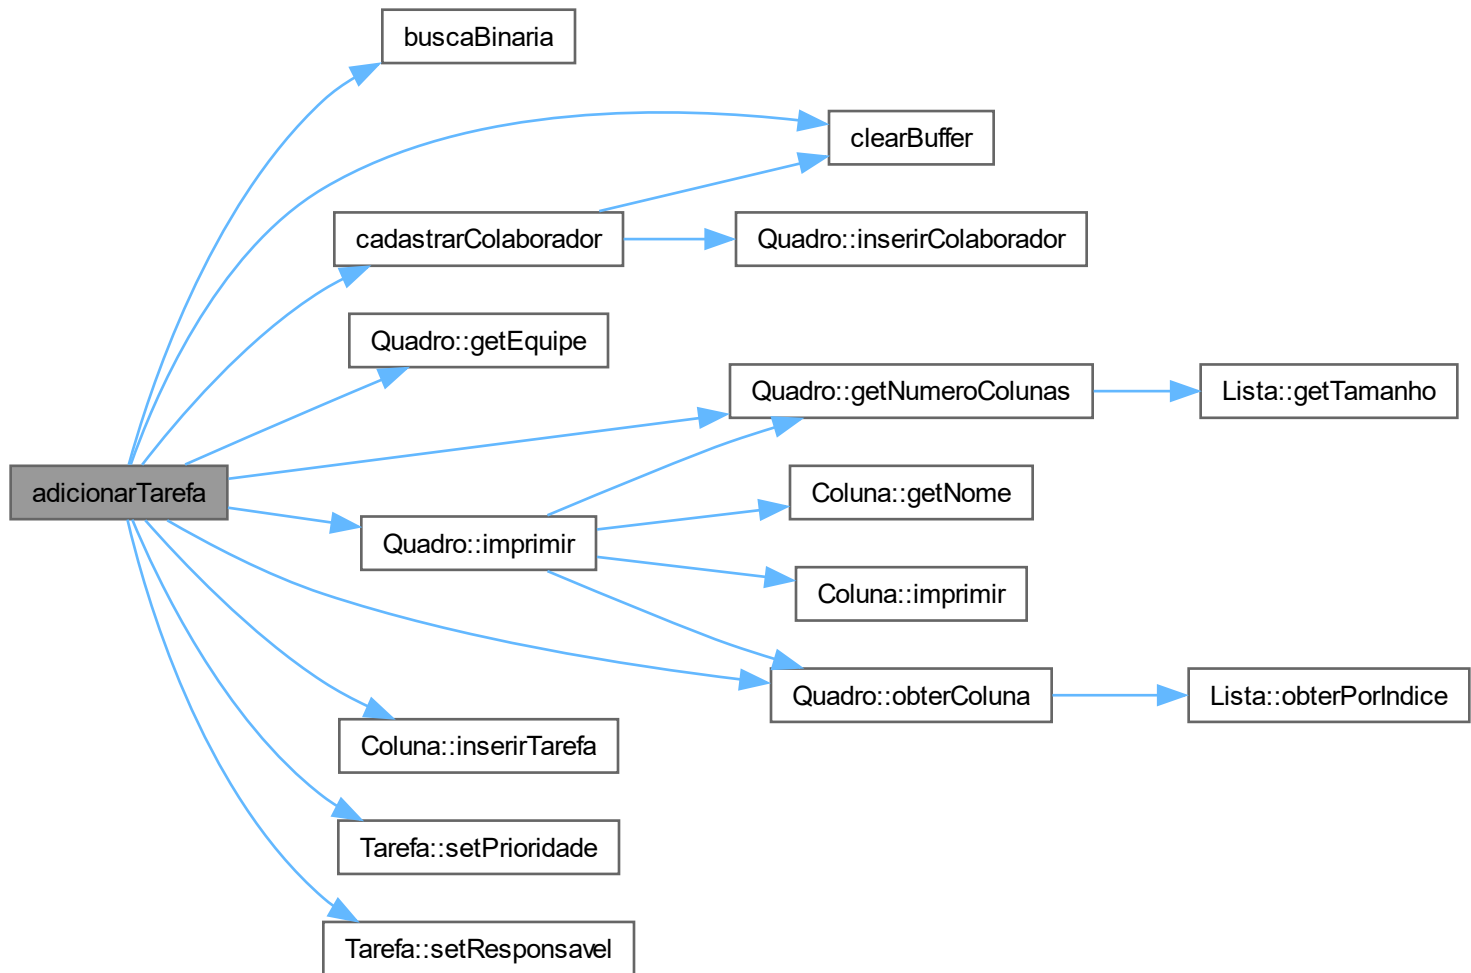 buscaBinaria
clearBuffer
cadastrarColaborador
Quadro::inserirColaborador
Quadro::getEquipe
Quadro::getNumeroColunas
Lista::getTamanho
adicionarTarefa
Coluna::getNome
Quadro::imprimir
Coluna::imprimir
Quadro::obterColuna
Lista::obterPorIndice
Coluna::inserirTarefa
Tarefa::setPrioridade
Tarefa::setResponsavel